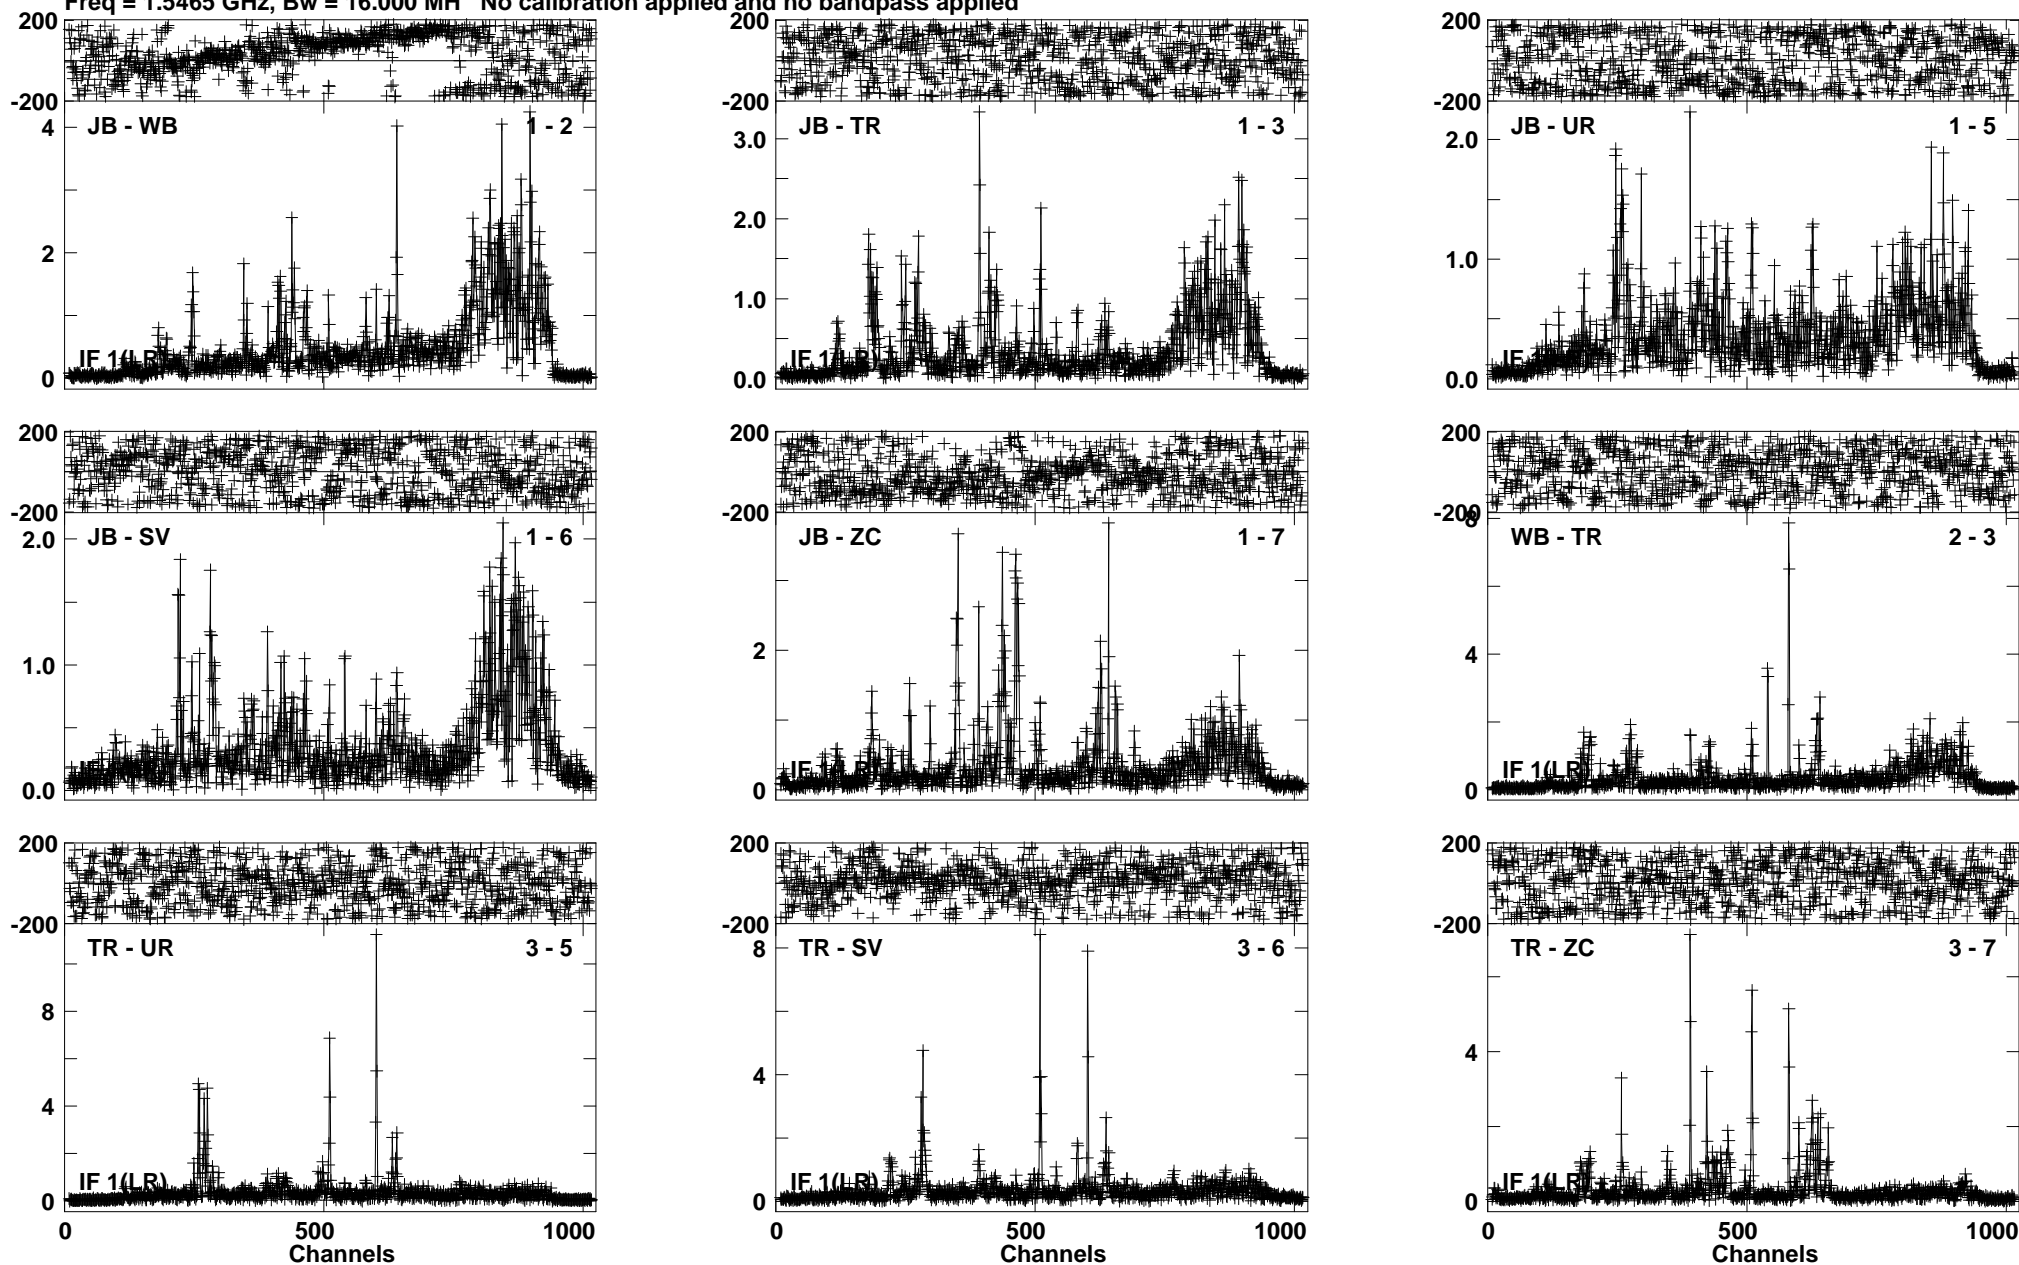 Freq = 1.5465 GHz, Bw = 16.000 MH No calibration applied and no bandpass applied
200
-200
JB - WB 1 - 2
4
2
0
IF 1(LR)
200
-200
JB - TR 1 - 3
3.0
2.0
1.0
0.0
IF 1(LR)
200
-200
JB - UR 1 - 5
2.0
1.0
0.0
IF
200
-200
JB - SV 1 - 6
2.0
1.0
0.0
200
-200
JB - ZC 1 - 7
2
0
IF 1(LR)
200
-200
WB - TR 2 - 3
8
4
0
IF 1(LR)
200
-200
TR - UR 3 - 5
8
4
0
IF 1(LR)
0 500 1000
Channels
200
-200
TR - SV 3 - 6
8
4
0
IF 1(LR)
0 500 1000
200
-200
TR - ZC 3 - 7
4
0
IF 1(LR)
0 500 1000
Channels